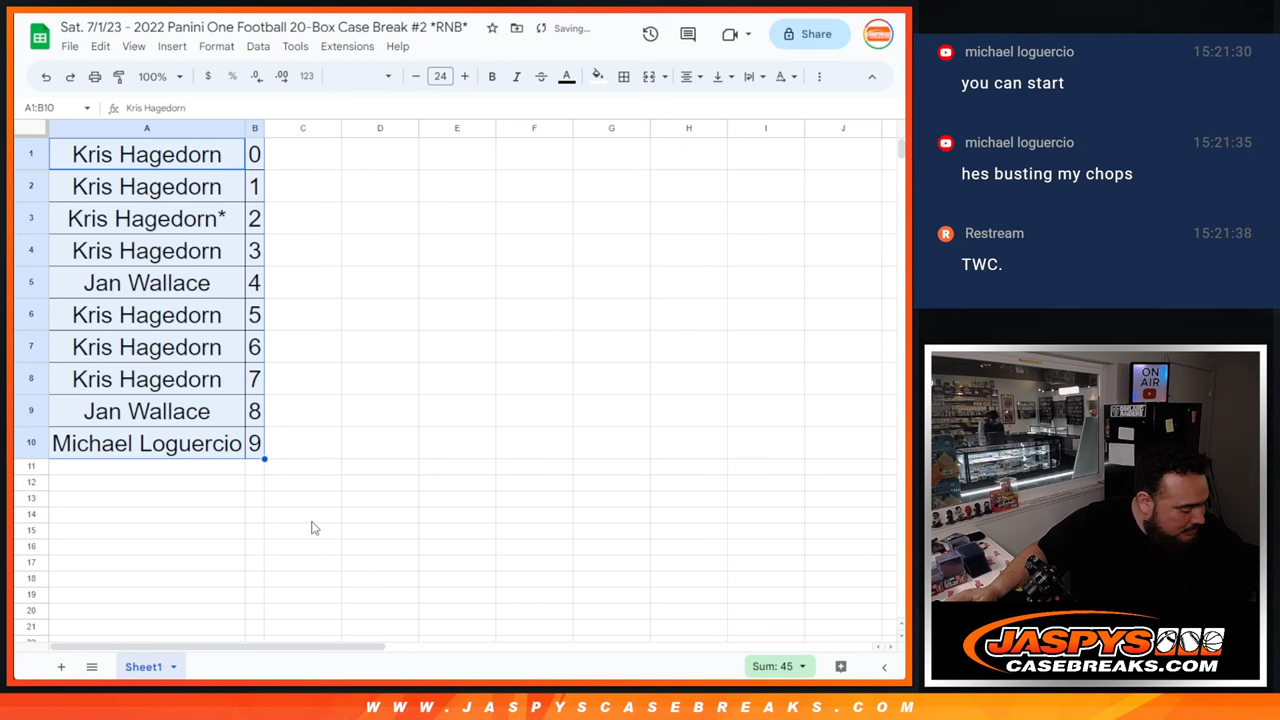 Sat. 7/1/23 - 2022 Panini One Football 20-Box Case Break #2 *RNB*
Saving...
Share
File Edit View Insert Format Data Tools Extensions Help
100% $ % .0 .00 123 24 B I A
A1:B10 Kris Hagedorn
A B C D E F G H I J
1 Kris Hagedorn 0
2 Kris Hagedorn 1
3 Kris Hagedorn* 2
4 Kris Hagedorn 3
5 Jan Wallace 4
6 Kris Hagedorn 5
7 Kris Hagedorn 6
8 Kris Hagedorn 7
9 Jan Wallace 8
10 Michael Loguercio 9
11
12
13
14
15
16
17
18
19
20
21
Sheet1
Sum: 45
michael loguercio 15:21:30
you can start
michael loguercio 15:21:35
hes busting my chops
R Restream 15:21:38
TWC.
ON
AIR
JASPYS
CASEBREAKS.COM
WWW.JASPYSCASEBREAKS.COM